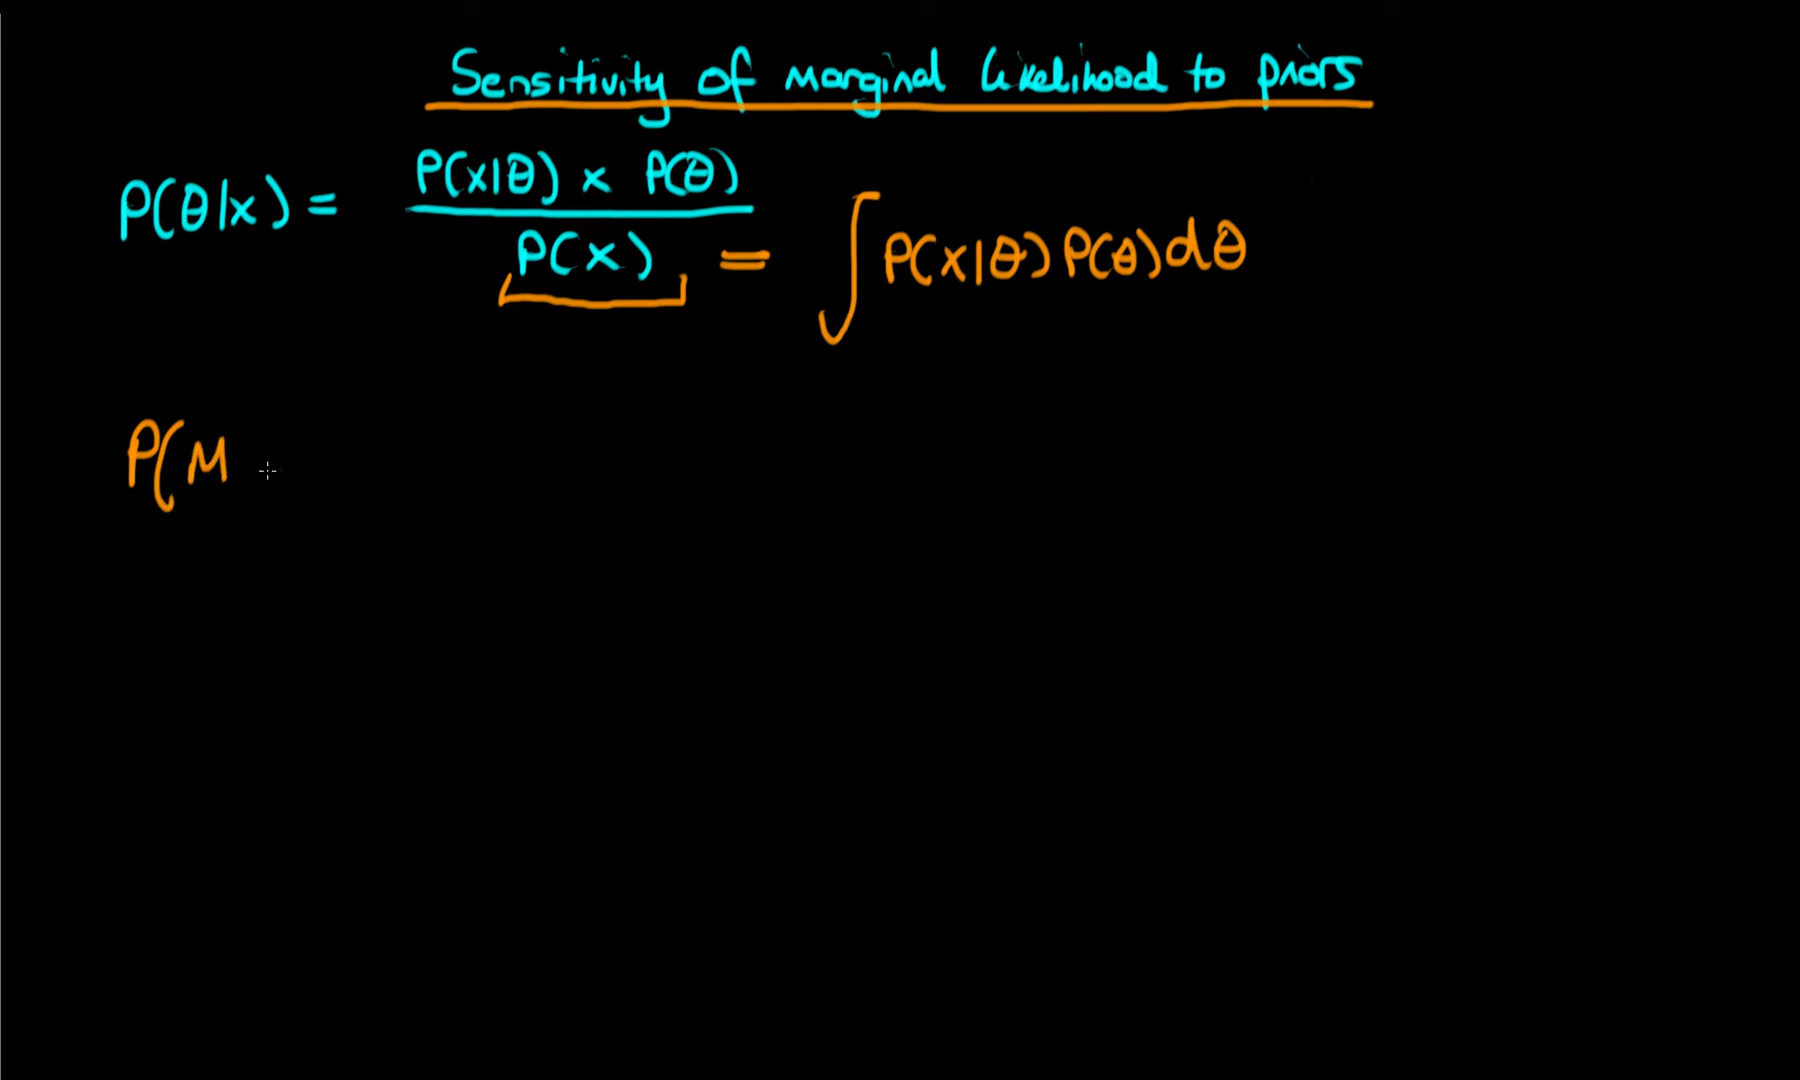 Sensitivity of marginal likelihood to priors
P(θ|x) = P(x|θ) x P(θ)
P(x) = ∫ P(x|θ) P(θ) dθ
P(M